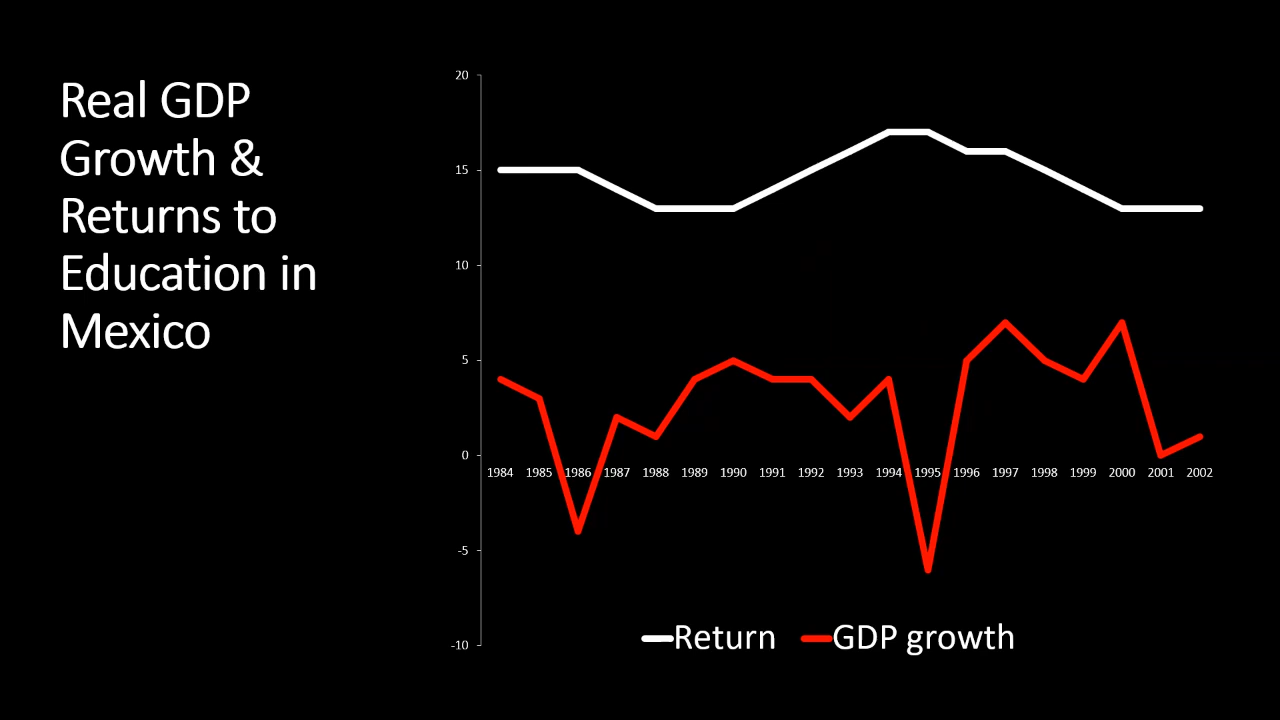 Real GDP
Growth &
Returns to
Education in
Mexico
20
15
10
5
0
-5
-10
1984 1985 1986 1987 1988 1989 1990 1991 1992 1993 1994 1995 1996 1997 1998 1999 2000 2001 2002
Return GDP growth